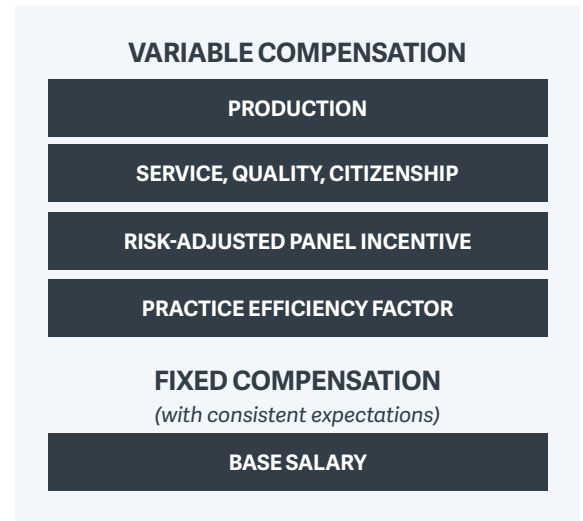 VARIABLE COMPENSATION
PRODUCTION
SERVICE, QUALITY, CITIZENSHIP
RISK-ADJUSTED PANEL INCENTIVE
PRACTICE EFFICIENCY FACTOR
FIXED COMPENSATION
(with consistent expectations)
BASE SALARY